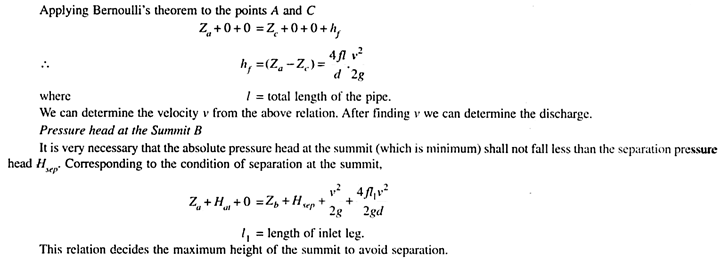 Applying Bernoulli's theorem to the points A and C
Z_a + 0 + 0 = Z_c + 0 + 0 + h_f
∴ h_f = (Z_a − Z_c) = 4fl/d · v²/2g
where l = total length of the pipe.
We can determine the velocity v from the above relation. After finding v we can determine the discharge.
Pressure head at the Summit B
It is very necessary that the absolute pressure head at the summit (which is minimum) shall not fall less than the separation pressure
head H_sep. Corresponding to the condition of separation at the summit,
Z_a + H_at + 0 = Z_b + H_sep + v²/2g + 4fl₁v²/2gd
l₁ = length of inlet leg.
This relation decides the maximum height of the summit to avoid separation.